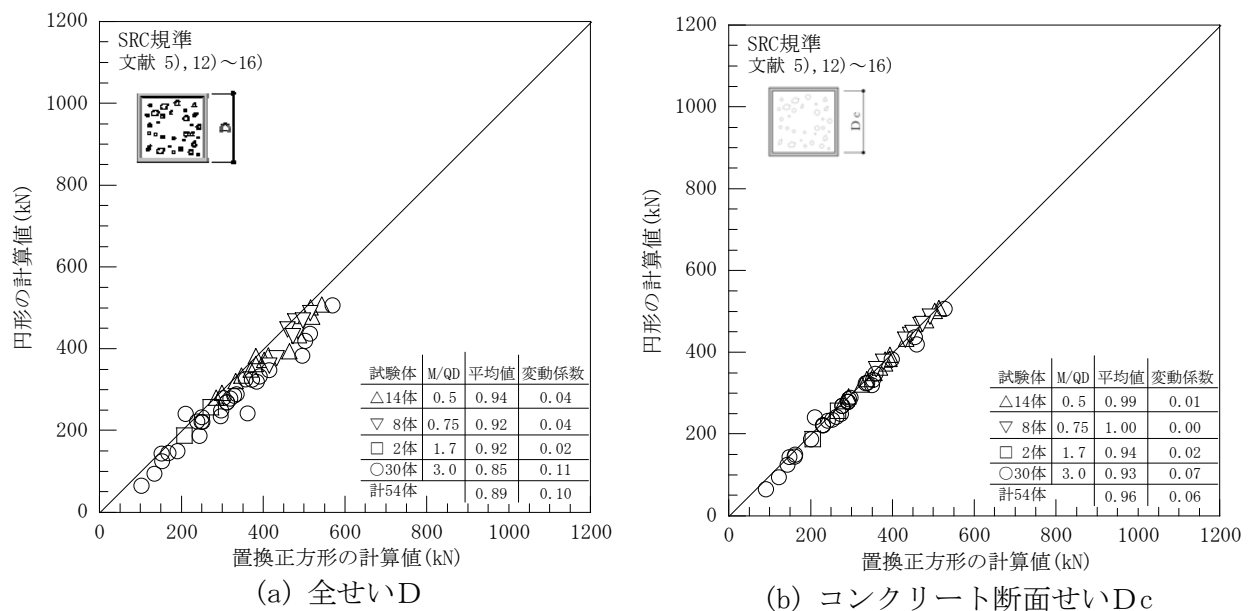 1200
1000
800
600
400
200
0
円形の計算値(kN)
SRC規準
文献 5),12)～16)
D
試験体 M/QD 平均値 変動係数
△14体 0.5 0.94 0.04
▽ 8体 0.75 0.92 0.04
□ 2体 1.7 0.92 0.02
○30体 3.0 0.85 0.11
計54体 0.89 0.10
0 200 400 600 800 1000 1200
置換正方形の計算値(kN)
(a) 全せいD
1200
1000
800
600
400
200
0
円形の計算値(kN)
SRC規準
文献 5),12)～16)
Dc
試験体 M/QD 平均値 変動係数
△14体 0.5 0.99 0.01
▽ 8体 0.75 1.00 0.00
□ 2体 1.7 0.94 0.02
○30体 3.0 0.93 0.07
計54体 0.96 0.06
0 200 400 600 800 1000 1200
置換正方形の計算値(kN)
(b) コンクリート断面せいDc